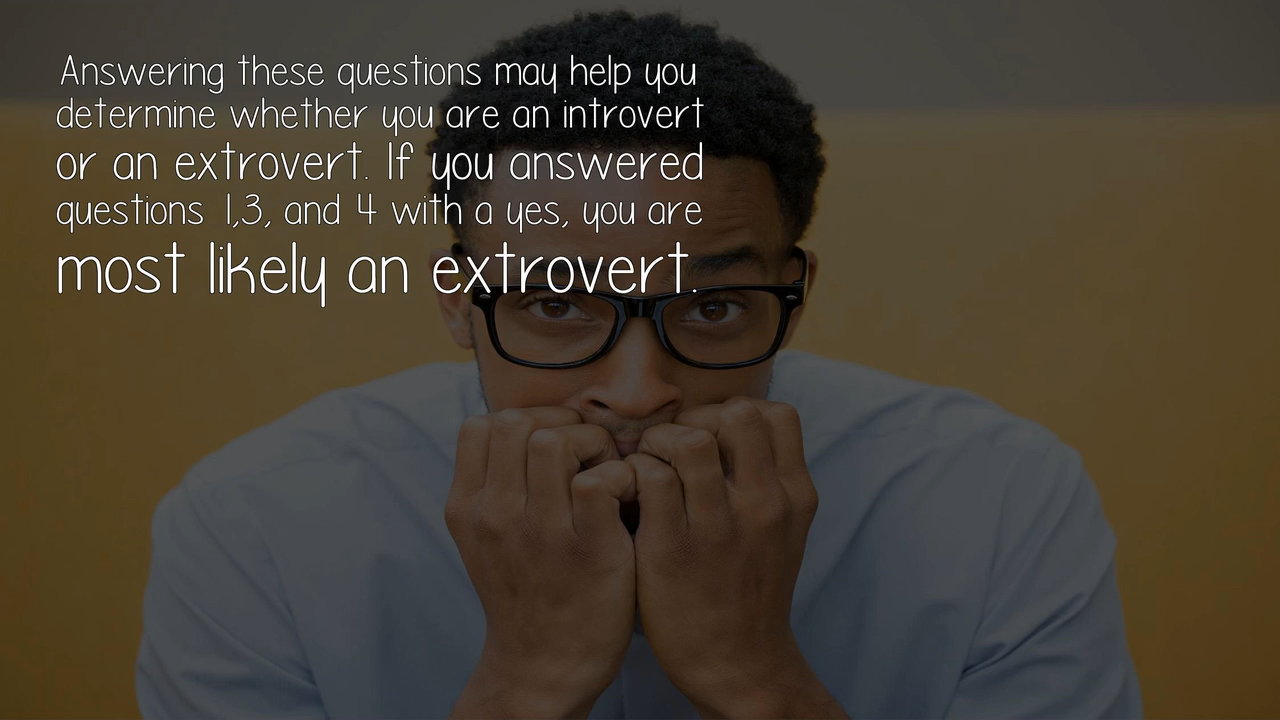 Answering these questions may help you
determine whether you are an introvert
or an extrovert. If you answered
questions 1,3, and 4 with a yes, you are
most likely an extrovert.